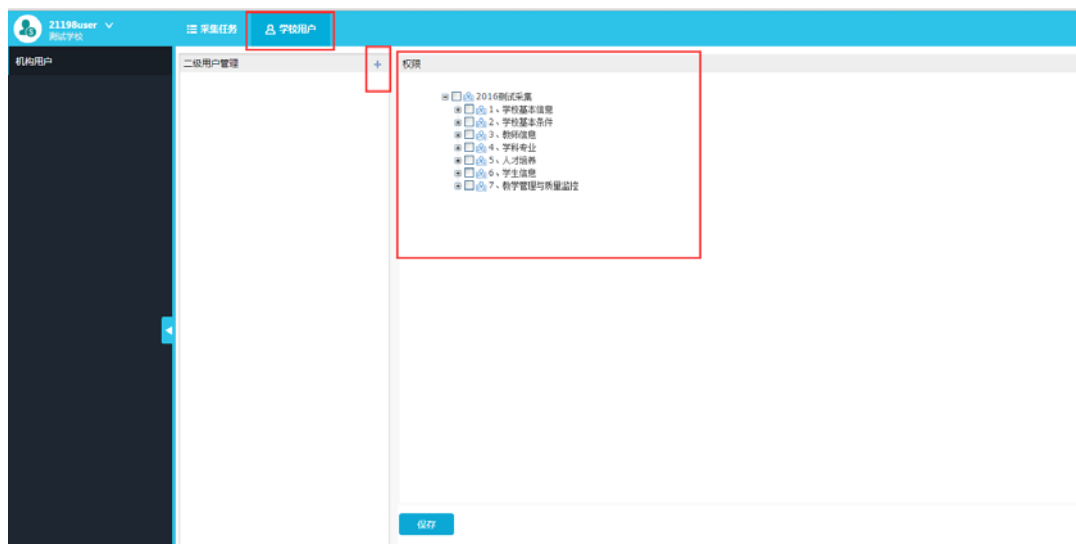 21198user
测试学校
采集任务
学校用户
机构用户
二级用户管理
+
权限
2016测试采集
1、学校基本信息
2、学校基本条件
3、教师信息
4、学科专业
5、人才培养
6、学生信息
7、教学管理与质量监控
保存